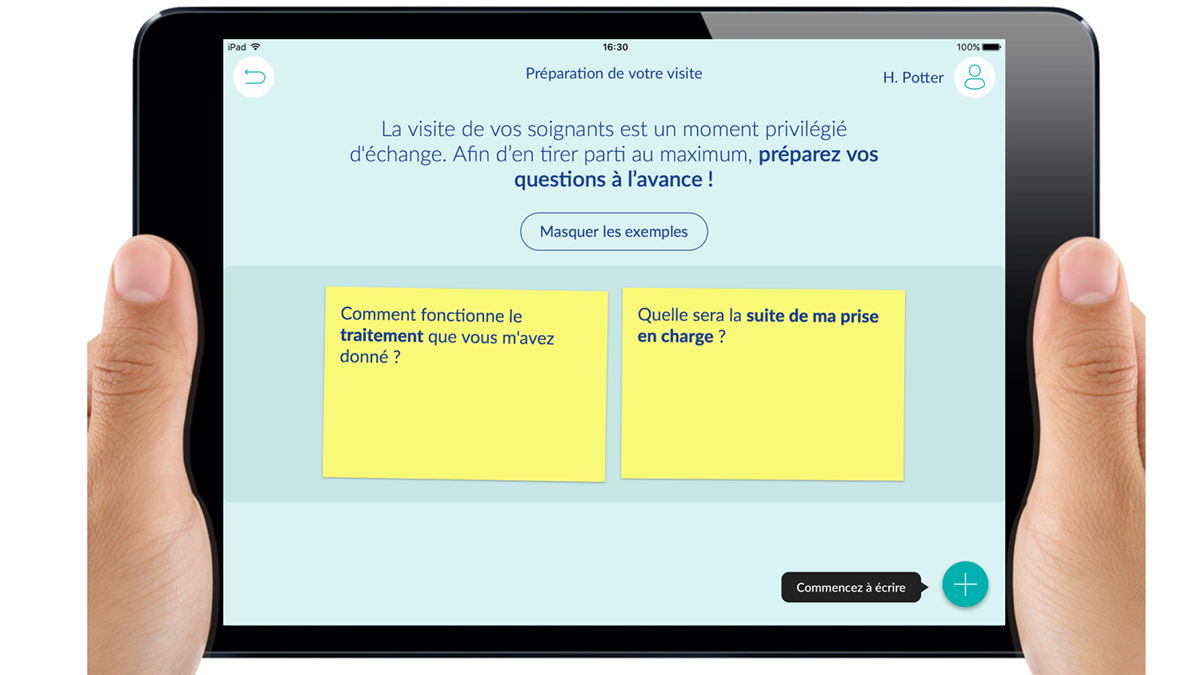 iPad 16:30 100%
Préparation de votre visite
H. Potter
La visite de vos soignants est un moment privilégié
d'échange. Afin d’en tirer parti au maximum, préparez vos
questions à l’avance !
Masquer les exemples
Comment fonctionne le
traitement que vous m'avez
donné ?
Quelle sera la suite de ma prise
en charge ?
Commencez à écrire